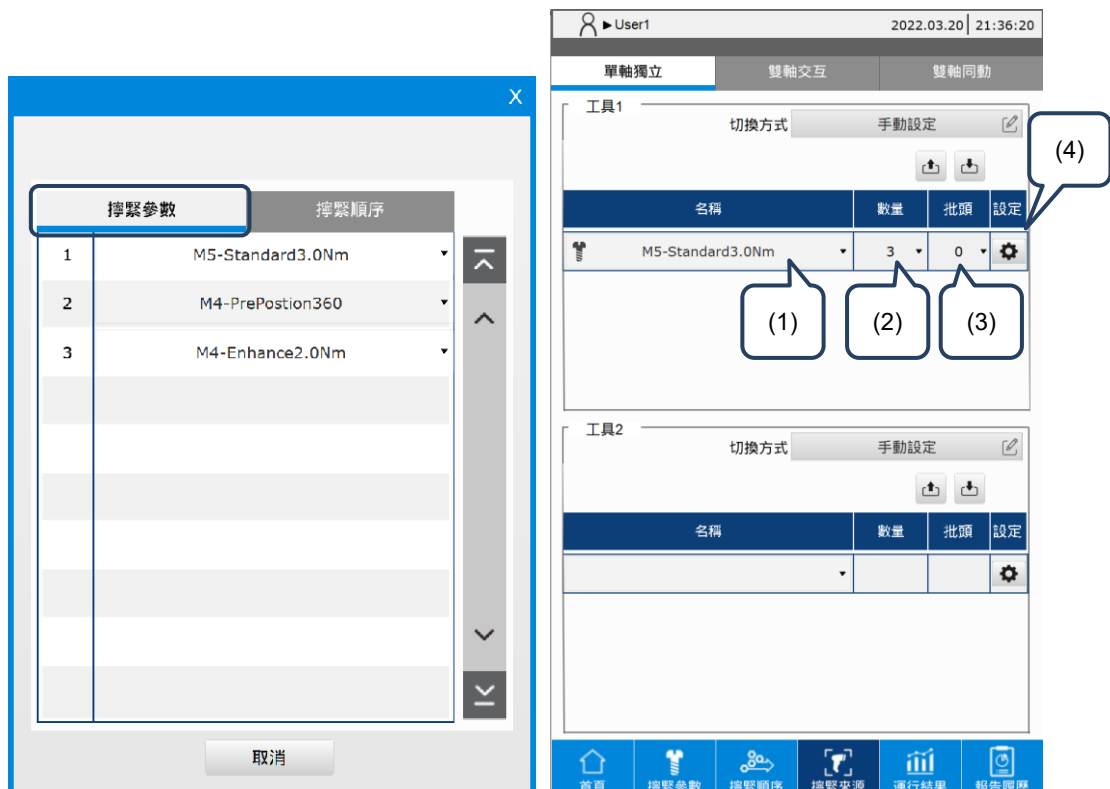 X
擰緊參數 擰緊順序
1 M5-Standard3.0Nm
2 M4-PrePostion360
3 M4-Enhance2.0Nm
取消
►User1 2022.03.20 21:36:20
單軸獨立 雙軸交互 雙軸同動
工具1
切換方式 手動設定
(4)
名稱 數量 批頭 設定
M5-Standard3.0Nm 3 0
(1) (2) (3)
工具2
切換方式 手動設定
名稱 數量 批頭 設定
首頁 擰緊參數 擰緊順序 擰緊來源 運行結果 報告履歷